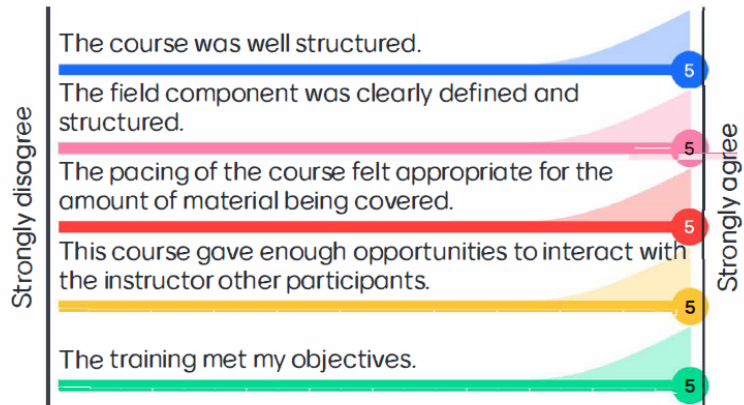 The course was well structured.
5
The field component was clearly defined and
structured.
5
The pacing of the course felt appropriate for the
amount of material being covered.
5
This course gave enough opportunities to interact with
the instructor other participants.
5
The training met my objectives.
5
Strongly disagree
Strongly agree